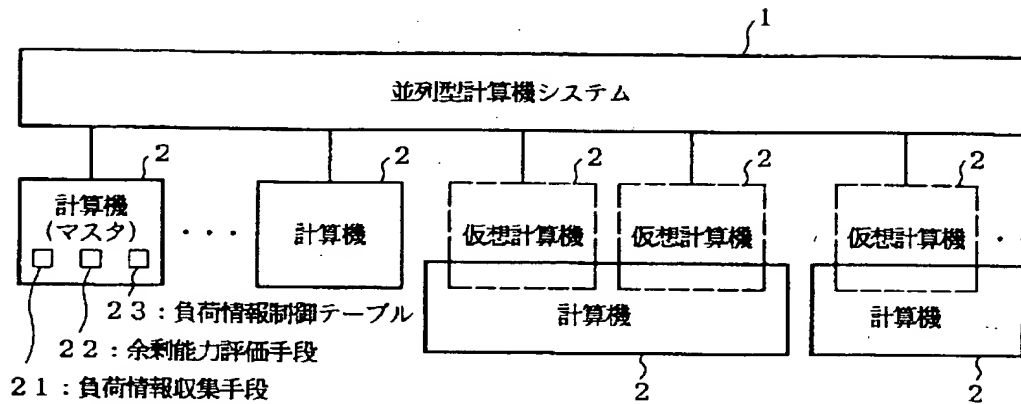 1
並列型計算機システム
2 2 2 2 2
計算機
(マスタ)
・・・
計算機
仮想計算機
仮想計算機
仮想計算機
・・
計算機
計算機
23：負荷情報制御テーブル
22：余剰能力評価手段
21：負荷情報収集手段
2 2